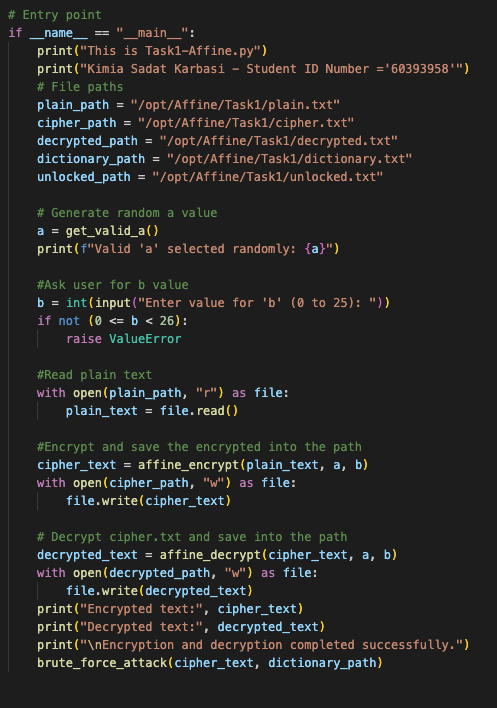 # Entry point
if __name__ == "__main__":
    print("This is Task1-Affine.py")
    print("Kimia Sadat Karbasi - Student ID Number ='60393958'")
    # File paths
    plain_path = "/opt/Affine/Task1/plain.txt"
    cipher_path = "/opt/Affine/Task1/cipher.txt"
    decrypted_path = "/opt/Affine/Task1/decrypted.txt"
    dictionary_path = "/opt/Affine/Task1/dictionary.txt"
    unlocked_path = "/opt/Affine/Task1/unlocked.txt"

    # Generate random a value
    a = get_valid_a()
    print(f"Valid 'a' selected randomly: {a}")

    #Ask user for b value
    b = int(input("Enter value for 'b' (0 to 25): "))
    if not (0 <= b < 26):
        raise ValueError

    #Read plain text
    with open(plain_path, "r") as file:
        plain_text = file.read()

    #Encrypt and save the encrypted into the path
    cipher_text = affine_encrypt(plain_text, a, b)
    with open(cipher_path, "w") as file:
        file.write(cipher_text)

    # Decrypt cipher.txt and save into the path
    decrypted_text = affine_decrypt(cipher_text, a, b)
    with open(decrypted_path, "w") as file:
        file.write(decrypted_text)
    print("Encrypted text:", cipher_text)
    print("Decrypted text:", decrypted_text)
    print("\nEncryption and decryption completed successfully.")
    brute_force_attack(cipher_text, dictionary_path)